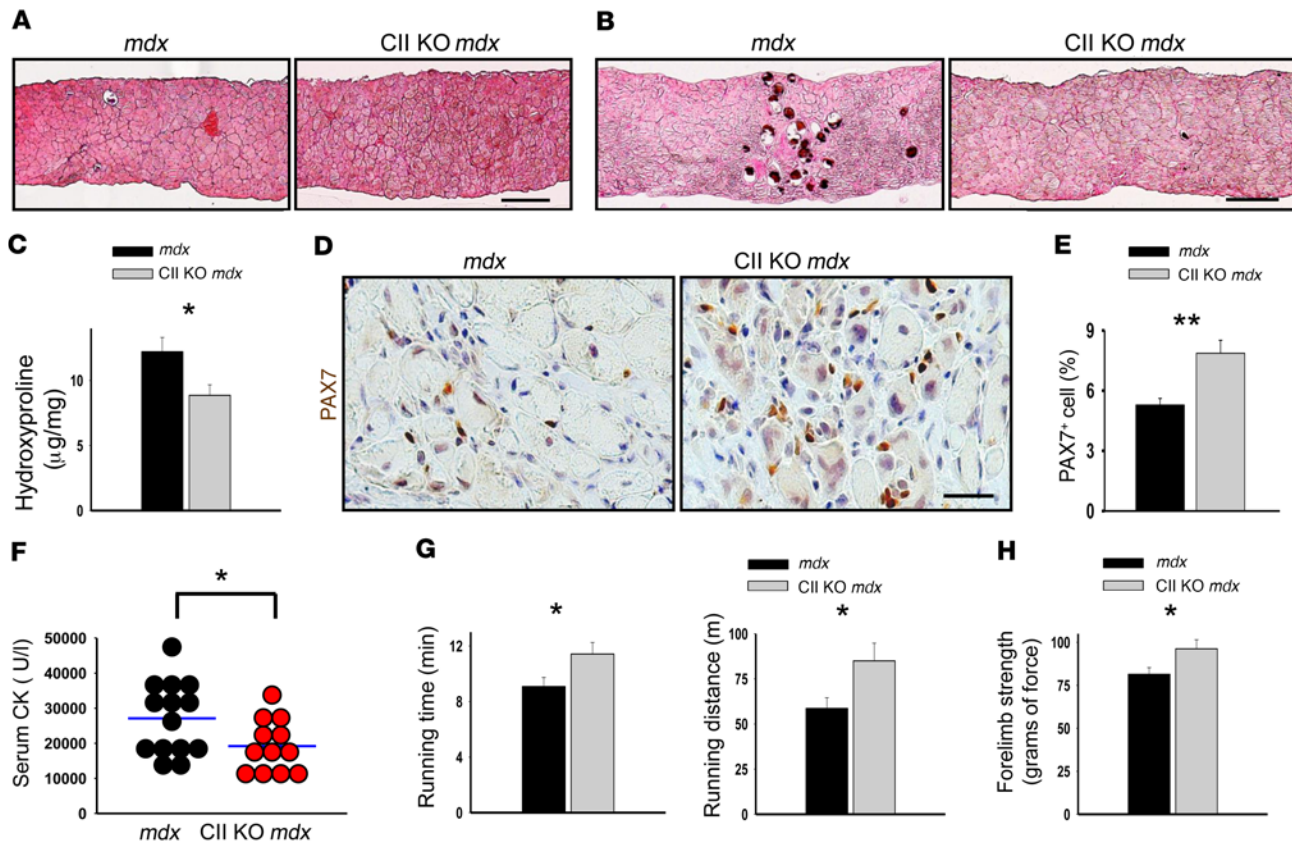 A
mdx
CII KO mdx
B
mdx
CII KO mdx
C
mdx
CII KO mdx
*
Hydroxyproline
(μg/mg)
10
0
D
mdx
CII KO mdx
PAX7
E
mdx
CII KO mdx
**
PAX7+ cell (%)
9
6
3
0
F
*
Serum CK ( U/l)
50000
40000
30000
20000
10000
0
mdx
CII KO mdx
G
*
Running time (min)
12
8
4
0
mdx
CII KO mdx
*
Running distance (m)
100
75
50
25
0
H
mdx
CII KO mdx
*
Forelimb strength
(grams of force)
100
75
50
25
0